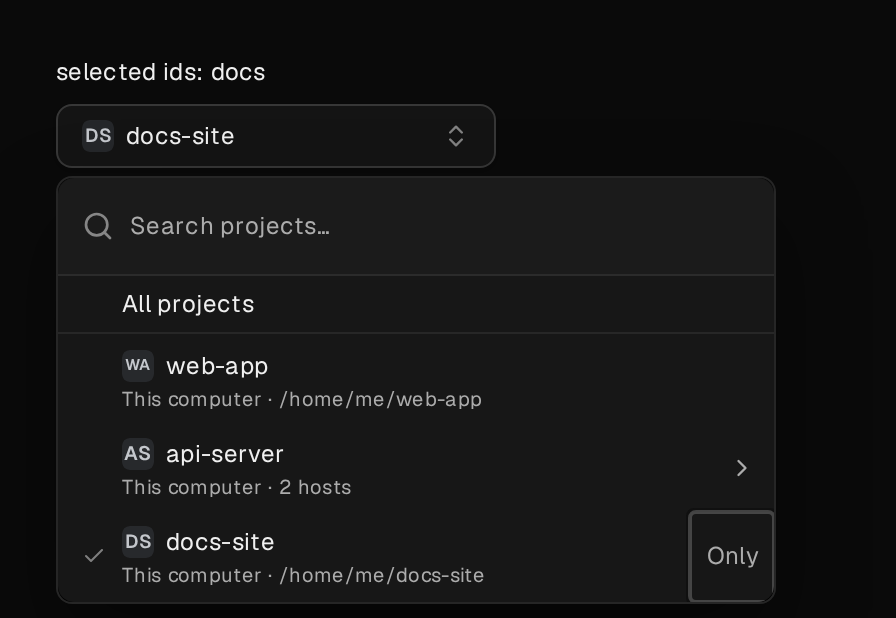 selected ids: docs
DS docs-site
Search projects…
All projects
WA web-app
This computer · /home/me/web-app
AS api-server
This computer · 2 hosts
DS docs-site
This computer · /home/me/docs-site
Only